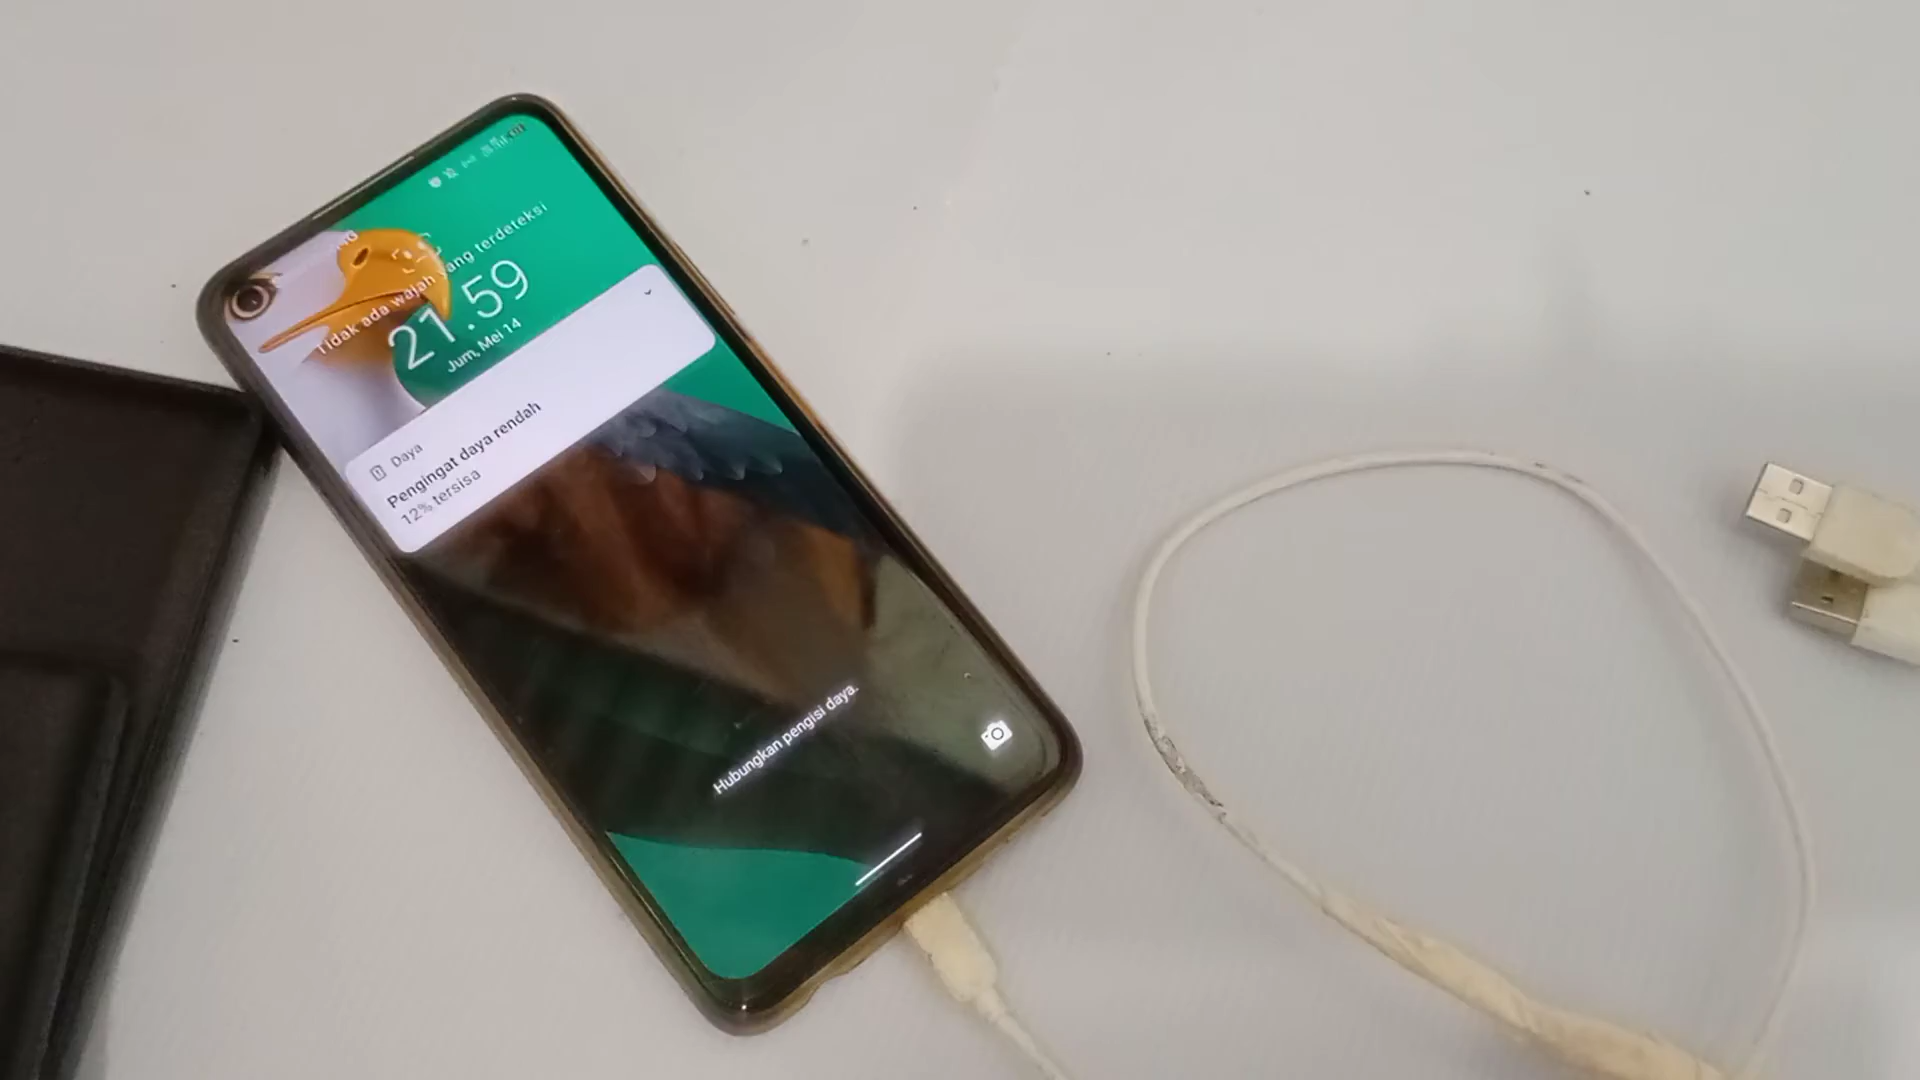 Tidak ada wajah yang terdeteksi
21.59
Jum, Mei 14
Daya
Pengingat daya rendah
12% tersisa
Hubungkan pengisi daya.